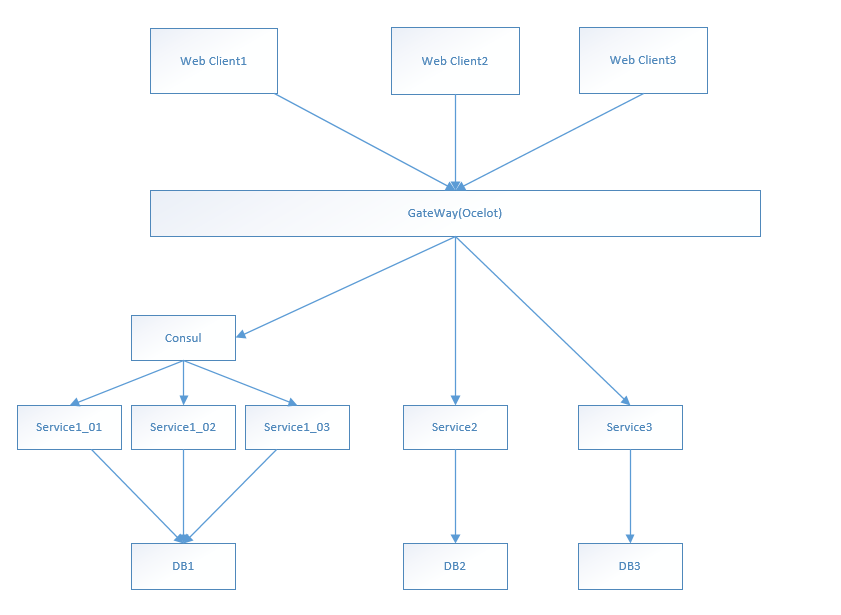 Web Client1
Web Client2
Web Client3
GateWay(Ocelot)
Consul
Service1_01
Service1_02
Service1_03
Service2
Service3
DB1
DB2
DB3